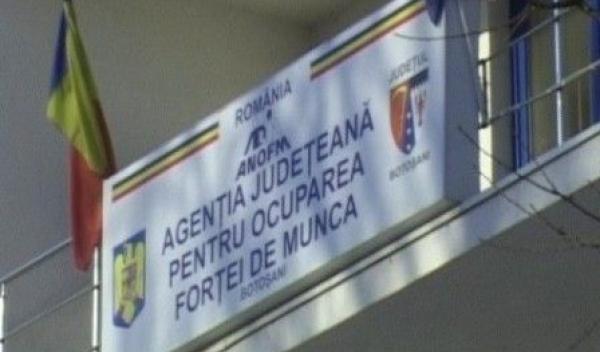 ROMÂNIA
ANOFM
JUDEȚUL
BOTOȘANI
AGENȚIA JUDEȚEANĂ
PENTRU OCUPAREA
FORȚEI DE MUNCA
BOTOȘANI